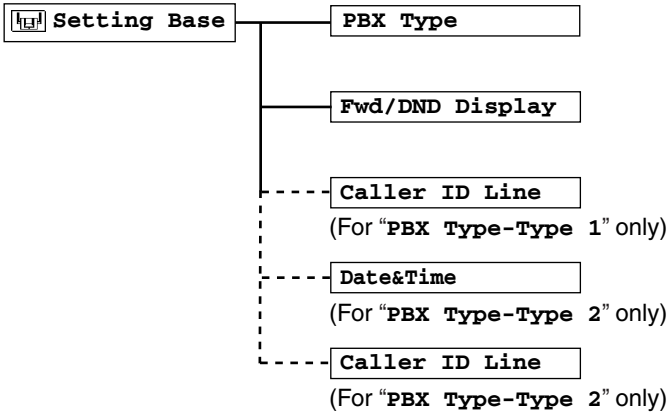 Setting Base
PBX Type
Fwd/DND Display
Caller ID Line
(For “PBX Type-Type 1” only)
Date&Time
(For “PBX Type-Type 2” only)
Caller ID Line
(For “PBX Type-Type 2” only)